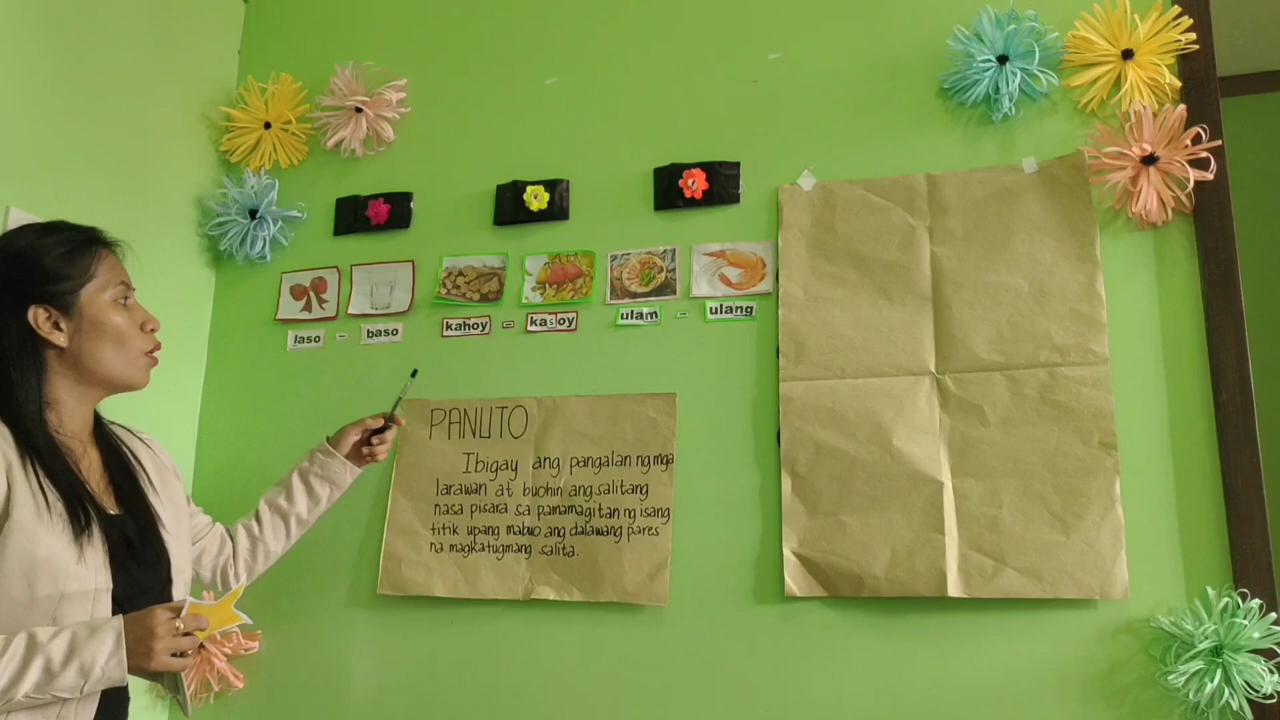 laso - baso
kahoy - kasoy
ulam - ulang
PANUTO
Ibigay ang pangalan ng mga
larawan at buohin ang salitang
nasa pisara sa pamamagitan ng isang
titik upang mabuo ang dalawang pares
na magkatugmang salita.